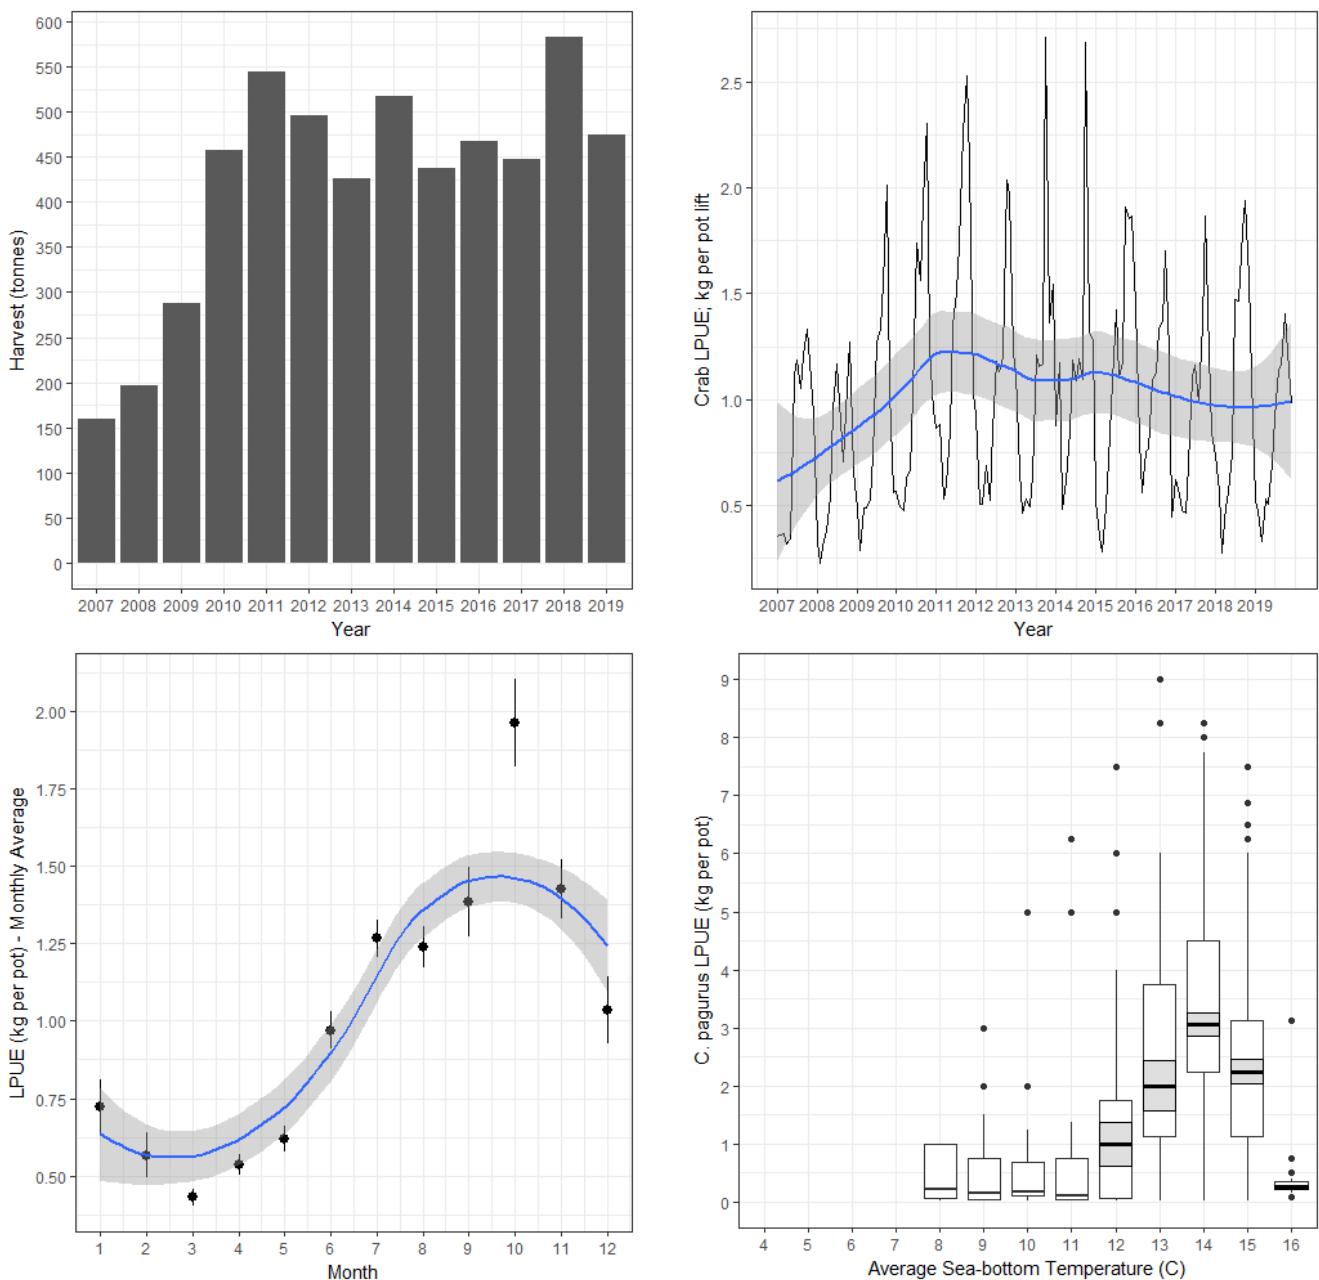 600
550
500
450
400
350
300
250
200
150
100
50
0
Harvest (tonnes)
2007 2008 2009 2010 2011 2012 2013 2014 2015 2016 2017 2018 2019
Year
2.5
2.0
1.5
1.0
0.5
Crab LPUE; kg per pot lift
2007 2008 2009 2010 2011 2012 2013 2014 2015 2016 2017 2018 2019
Year
2.00
1.75
1.50
1.25
1.00
0.75
0.50
LPUE (kg per pot) - Monthly Average
1 2 3 4 5 6 7 8 9 10 11 12
Month
9
8
7
6
5
4
3
2
1
0
C. pagurus LPUE (kg per pot)
4 5 6 7 8 9 10 11 12 13 14 15 16
Average Sea-bottom Temperature (C)